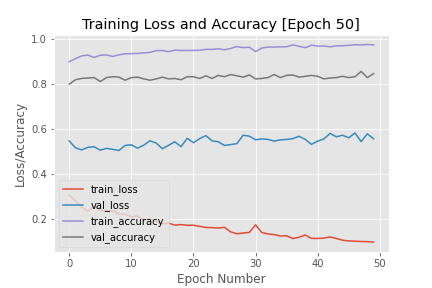 Training Loss and Accuracy [Epoch 50]
1.0
0.8
0.6
0.4
0.2
Loss/Accuracy
train_loss
val_loss
train_accuracy
val_accuracy
0 10 20 30 40 50
Epoch Number